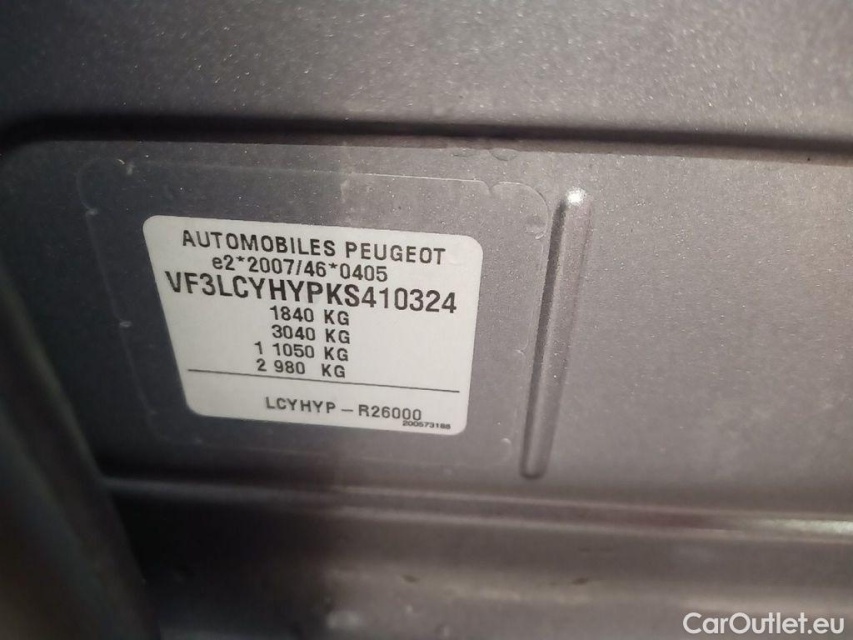 AUTOMOBILES PEUGEOT
e2*2007/46*0405
VF3LCYHYPKS410324
1840 KG
3040 KG
1 1050 KG
2 980 KG
LCYHYP - R26000
200573188
CarOutlet.eu